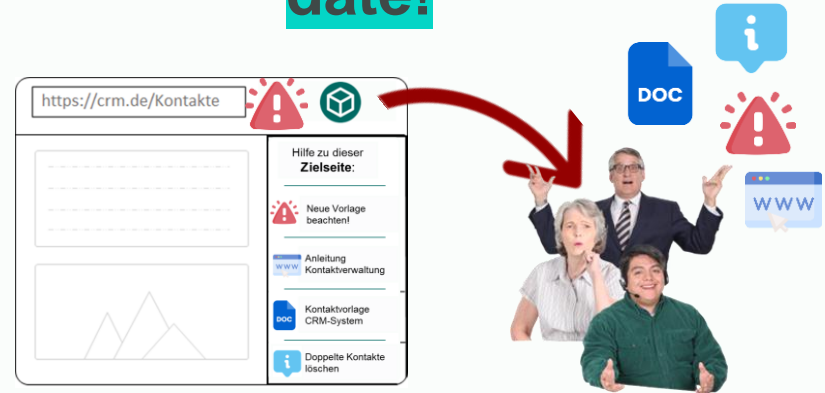 date!
https://crm.de/Kontakte
Hilfe zu dieser
Zielseite:
Neue Vorlage
beachten!
www
Anleitung
Kontaktverwaltung
DOC
Kontaktvorlage
CRM-System
Doppelte Kontakte
löschen
DOC
www